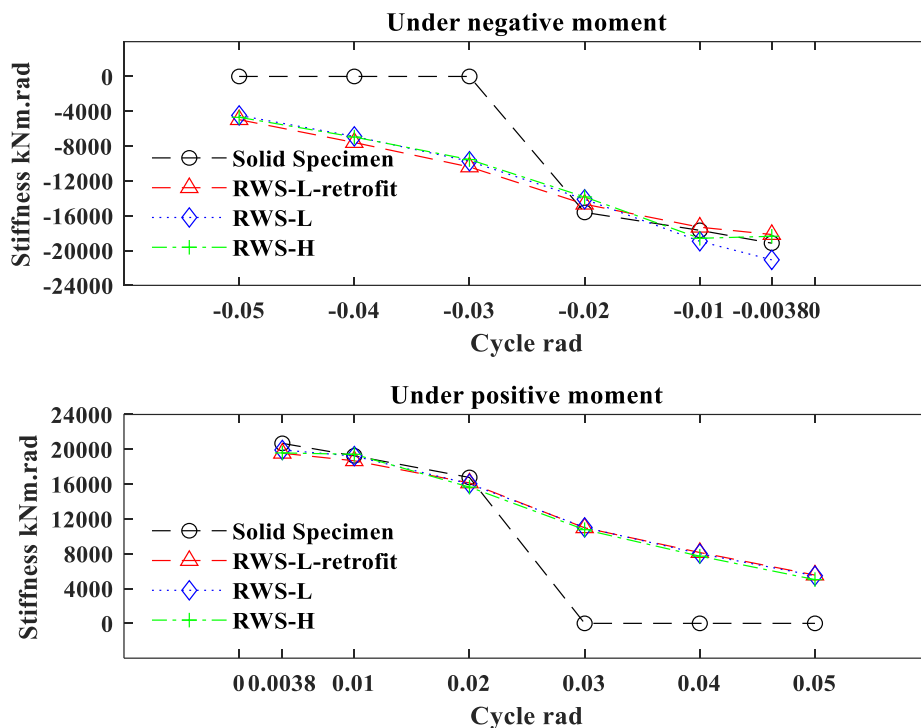 Under negative moment
Stiffness kNm.rad
0
-4000
-8000
-12000
-16000
-20000
-24000
Solid Specimen
RWS-L-retrofit
RWS-L
RWS-H
-0.05 -0.04 -0.03 -0.02 -0.01 -0.0038 0
Cycle rad
Under positive moment
Stiffness kNm.rad
24000
20000
16000
12000
8000
4000
0
Solid Specimen
RWS-L-retrofit
RWS-L
RWS-H
0 0.0038 0.01 0.02 0.03 0.04 0.05
Cycle rad